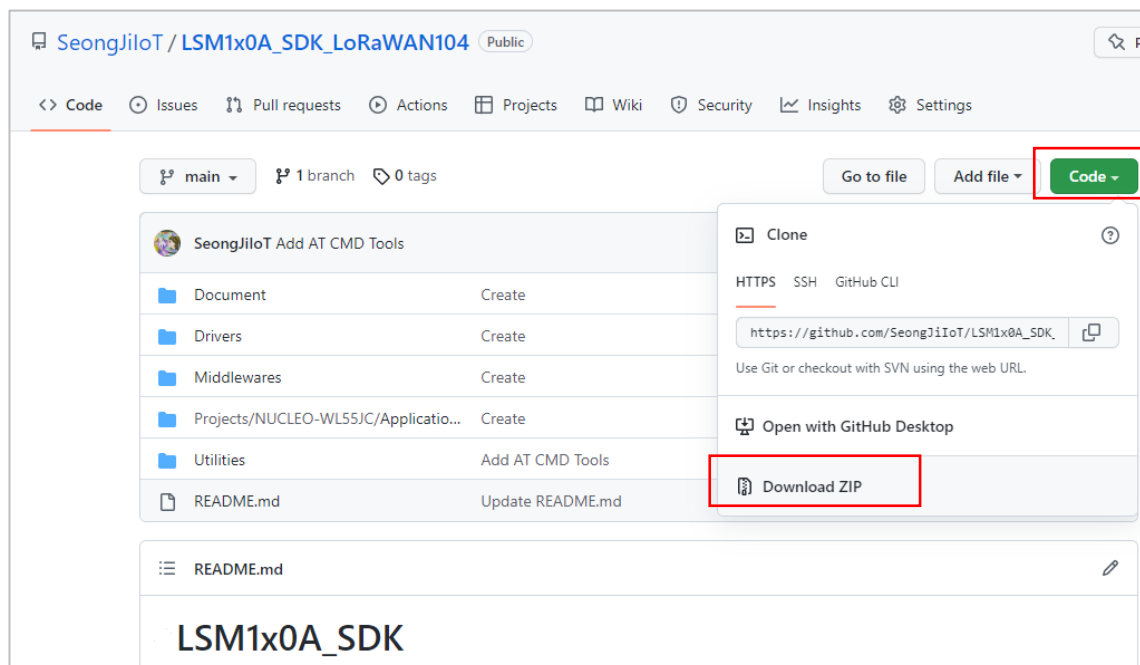 SeongJiIoT / LSM1x0A_SDK_LoRaWAN104 Public
<> Code Issues Pull requests Actions Projects Wiki Security Insights Settings
main 1 branch 0 tags Go to file Add file Code
SeongJiIoT Add AT CMD Tools
Document Create
Drivers Create
Middlewares Create
Projects/NUCLEO-WL55JC/Applicatio... Create
Utilities Add AT CMD Tools
README.md Update README.md
Clone
HTTPS SSH GitHub CLI
https://github.com/SeongJiIoT/LSM1x0A_SDK_
Use Git or checkout with SVN using the web URL.
Open with GitHub Desktop
Download ZIP
README.md
LSM1x0A_SDK